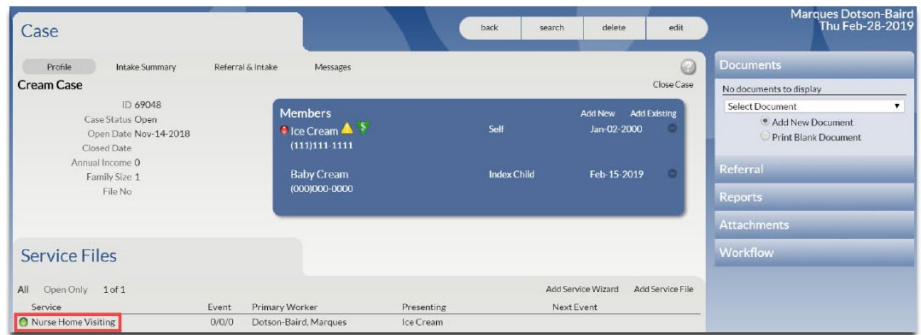 Case
back search delete edit
Marques Dotson-Baird
Thu Feb-28-2019
Profile Intake Summary Referral & Intake Messages
Cream Case
Close Case
ID 69048
Case Status Open
Open Date Nov-14-2018
Closed Date
Annual Income 0
Family Size 1
File No
Members Add New Add Existing
Ice Cream Self Jan-02-2000
(111)111-1111
Baby Cream Index Child Feb-15-2019
(000)000-0000
Documents
No documents to display
Select Document
Add New Document
Print Blank Document
Referral
Reports
Attachments
Workflow
Service Files
All Open Only 1 of 1 Add Service Wizard Add Service File
Service Event Primary Worker Presenting Next Event
Nurse Home Visiting 0/0/0 Dotson-Baird, Marques Ice Cream